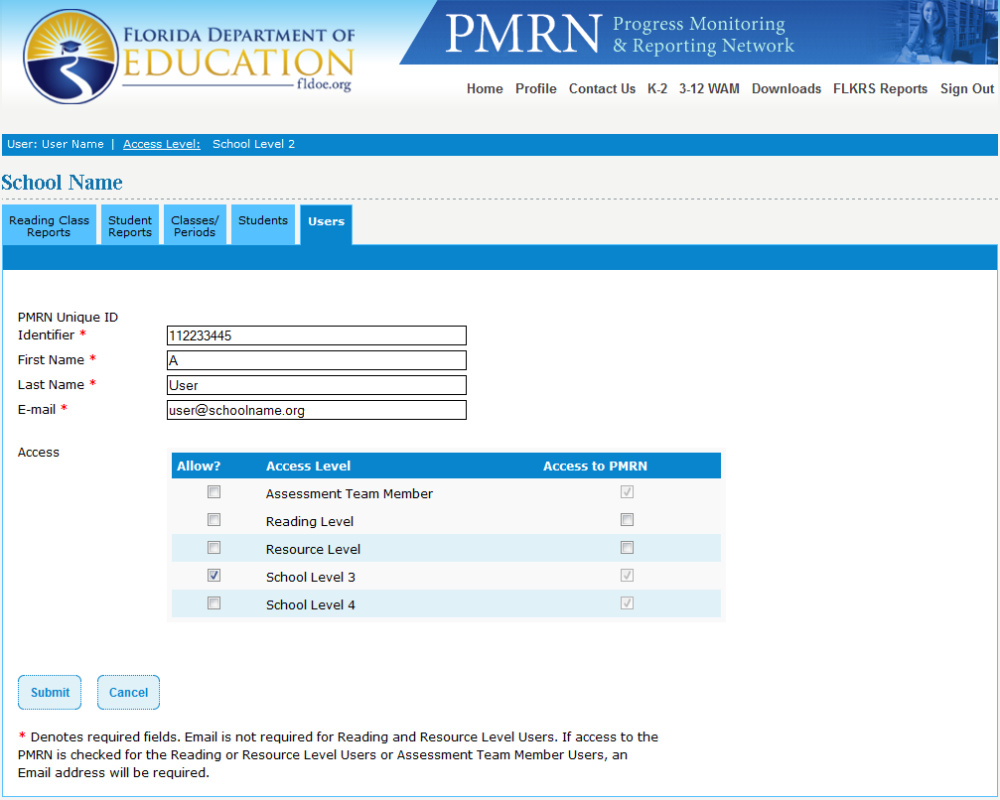 FLORIDA DEPARTMENT OF
EDUCATION
fldoe.org
PMRN Progress Monitoring
& Reporting Network
Home Profile Contact Us K-2 3-12 WAM Downloads FLKRS Reports Sign Out
User: User Name | Access Level: School Level 2
School Name
Reading Class
Reports
Student
Reports
Classes/
Periods
Students
Users
PMRN Unique ID
Identifier * 112233445
First Name * A
Last Name * User
E-mail * user@schoolname.org
Access
Allow? Access Level Access to PMRN
Assessment Team Member
Reading Level
Resource Level
School Level 3
School Level 4
Submit Cancel
* Denotes required fields. Email is not required for Reading and Resource Level Users. If access to the
PMRN is checked for the Reading or Resource Level Users or Assessment Team Member Users, an
Email address will be required.